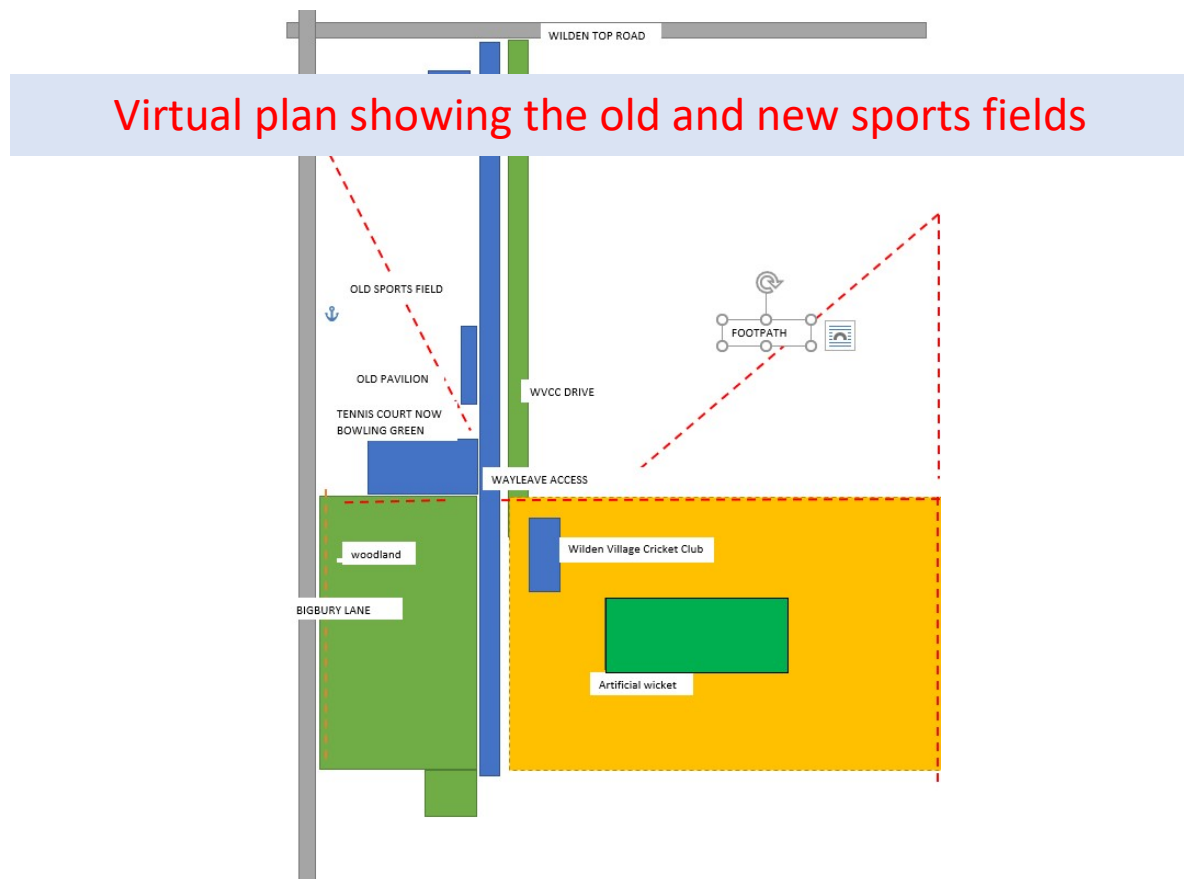 WILDEN TOP ROAD
Virtual plan showing the old and new sports fields
OLD SPORTS FIELD
FOOTPATH
OLD PAVILION
WVCC DRIVE
TENNIS COURT NOW
BOWLING GREEN
WAYLEAVE ACCESS
woodland
Wilden Village Cricket Club
BIGBURY LANE
Artificial wicket